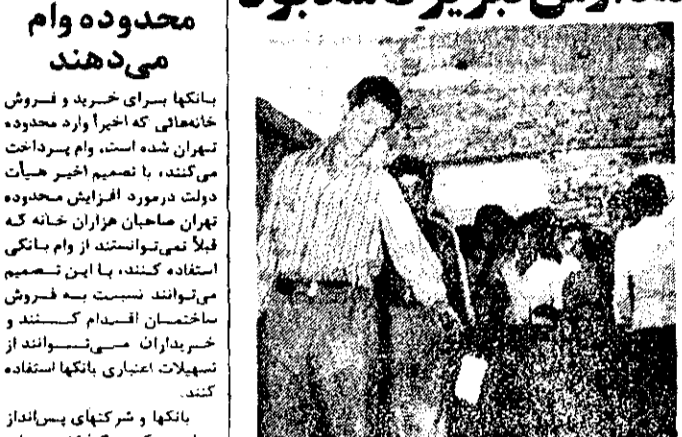 محدوده وام
می‌دهند
بانکها برای خرید و فروش
خانه‌هائی که اخیرأ وارد محدوده
تهران شده است، وام پرداخت
می‌کنند، با تصمیم اخیر هیأت
دولت درمورد افزایش محدوده
تهران صاحبان هزاران خانه که
قبلأ نمی‌توانستند از وام بانکی
استفاده کنند، با این تصمیم
می‌توانند نسبت به فروش
ساختمان اقدام کنند و
خریداران می‌توانند از
تسهیلات اعتباری بانکها استفاده
کنند.
بانکها و شرکتهای پس‌انداز